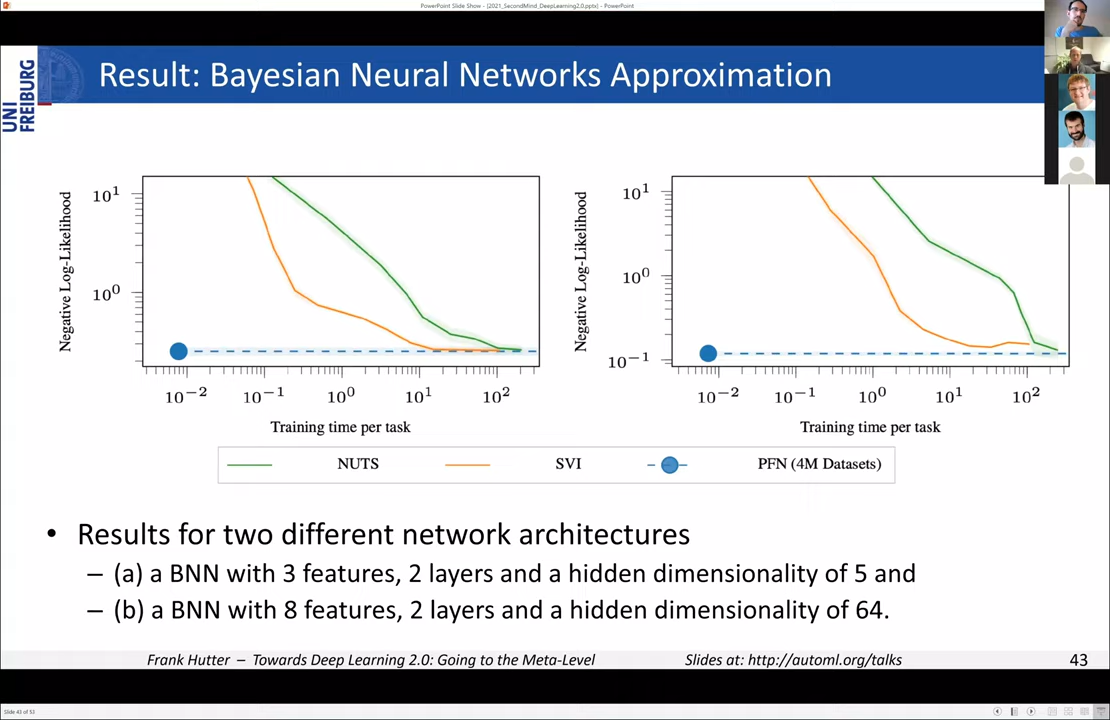 PowerPoint Slide Show - [2021_SecondMind_DeepLearning2.0.pptx] - PowerPoint
UNI
FREIBURG
Result: Bayesian Neural Networks Approximation
Negative Log-Likelihood
10¹
10⁰
10⁻² 10⁻¹ 10⁰ 10¹ 10²
Training time per task
Negative Log-Likelihood
10¹
10⁰
10⁻¹
10⁻² 10⁻¹ 10⁰ 10¹ 10²
Training time per task
NUTS SVI PFN (4M Datasets)
• Results for two different network architectures
– (a) a BNN with 3 features, 2 layers and a hidden dimensionality of 5 and
– (b) a BNN with 8 features, 2 layers and a hidden dimensionality of 64.
Frank Hutter – Towards Deep Learning 2.0: Going to the Meta-Level Slides at: http://automl.org/talks 43
Slide 43 of 52